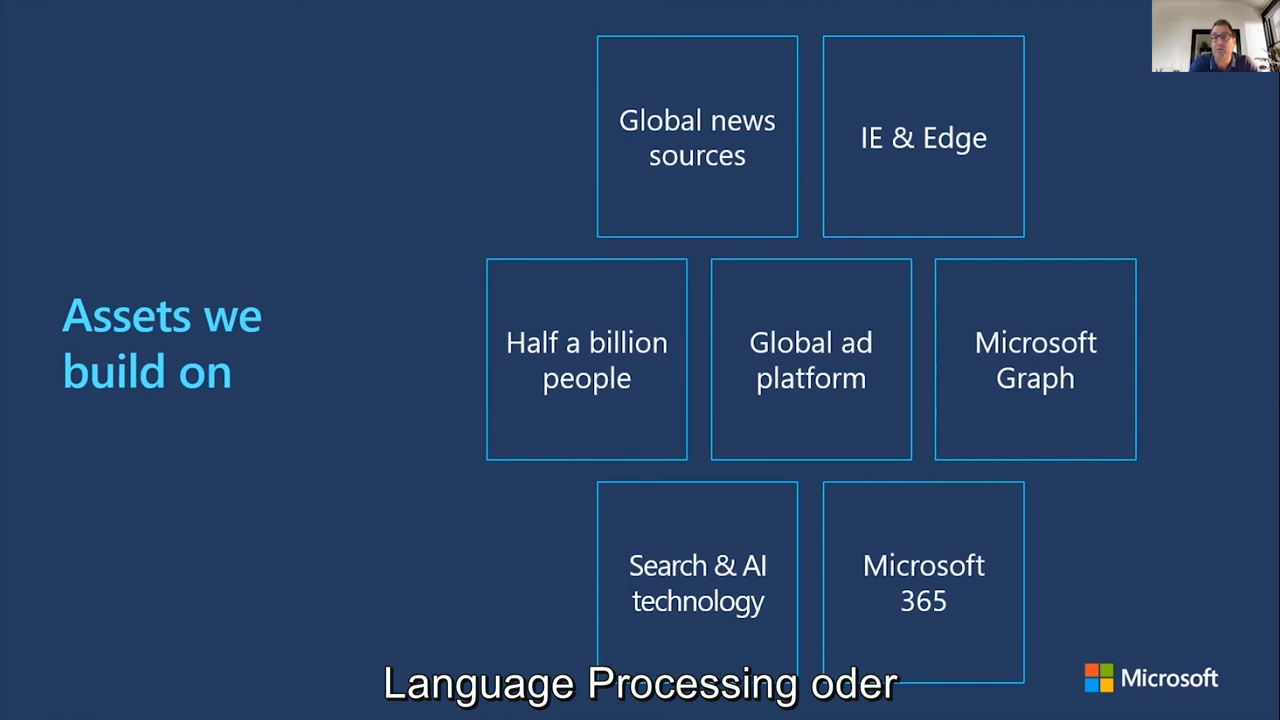 Global news
sources
IE & Edge
Assets we
build on
Half a billion
people
Global ad
platform
Microsoft
Graph
Search & AI
technology
Microsoft
365
Language Processing oder
Microsoft